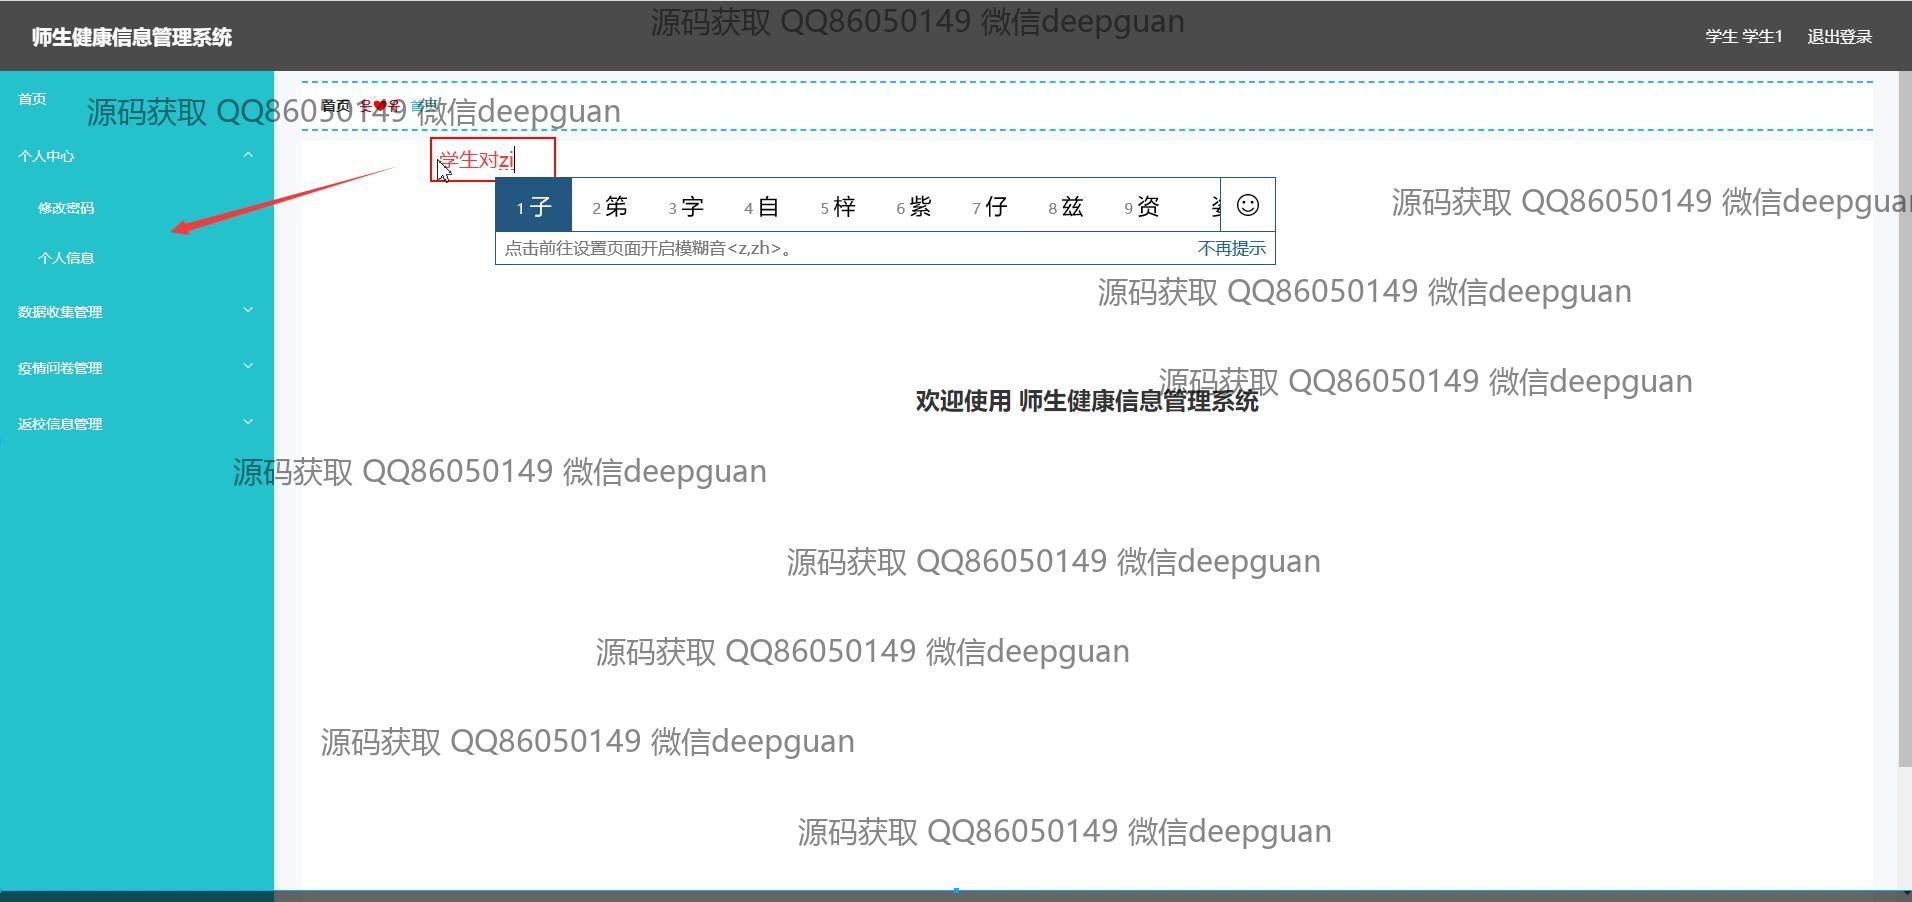 源码获取 QQ86050149 微信deepguan
师生健康信息管理系统
学生 学生1
退出登录
首页
首页
源码获取 QQ86050149 微信deepguan
个人中心
学生对zi
修改密码
1 子 2 第 3 字 4 自 5 梓 6 紫 7 仔 8 兹 9 资
源码获取 QQ86050149 微信deepgua
点击前往设置页面开启模糊音<z,zh>。
不再提示
个人信息
源码获取 QQ86050149 微信deepguan
数据收集管理
疫情问卷管理
源码获取 QQ86050149 微信deepguan
欢迎使用 师生健康信息管理系统
返校信息管理
源码获取 QQ86050149 微信deepguan
源码获取 QQ86050149 微信deepguan
源码获取 QQ86050149 微信deepguan
源码获取 QQ86050149 微信deepguan
源码获取 QQ86050149 微信deepguan